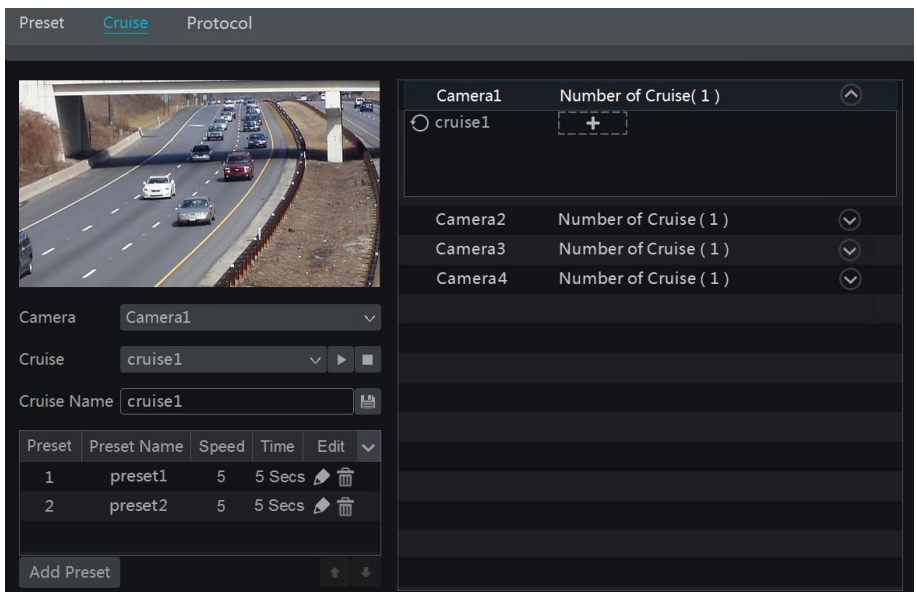 Preset Cruise Protocol
Camera1 Number of Cruise( 1 )
cruise1
Camera2 Number of Cruise ( 1 )
Camera3 Number of Cruise ( 1 )
Camera4 Number of Cruise ( 1 )
Camera Camera1
Cruise cruise1
Cruise Name cruise1
Preset Preset Name Speed Time Edit
1 preset1 5 5 Secs
2 preset2 5 5 Secs
Add Preset